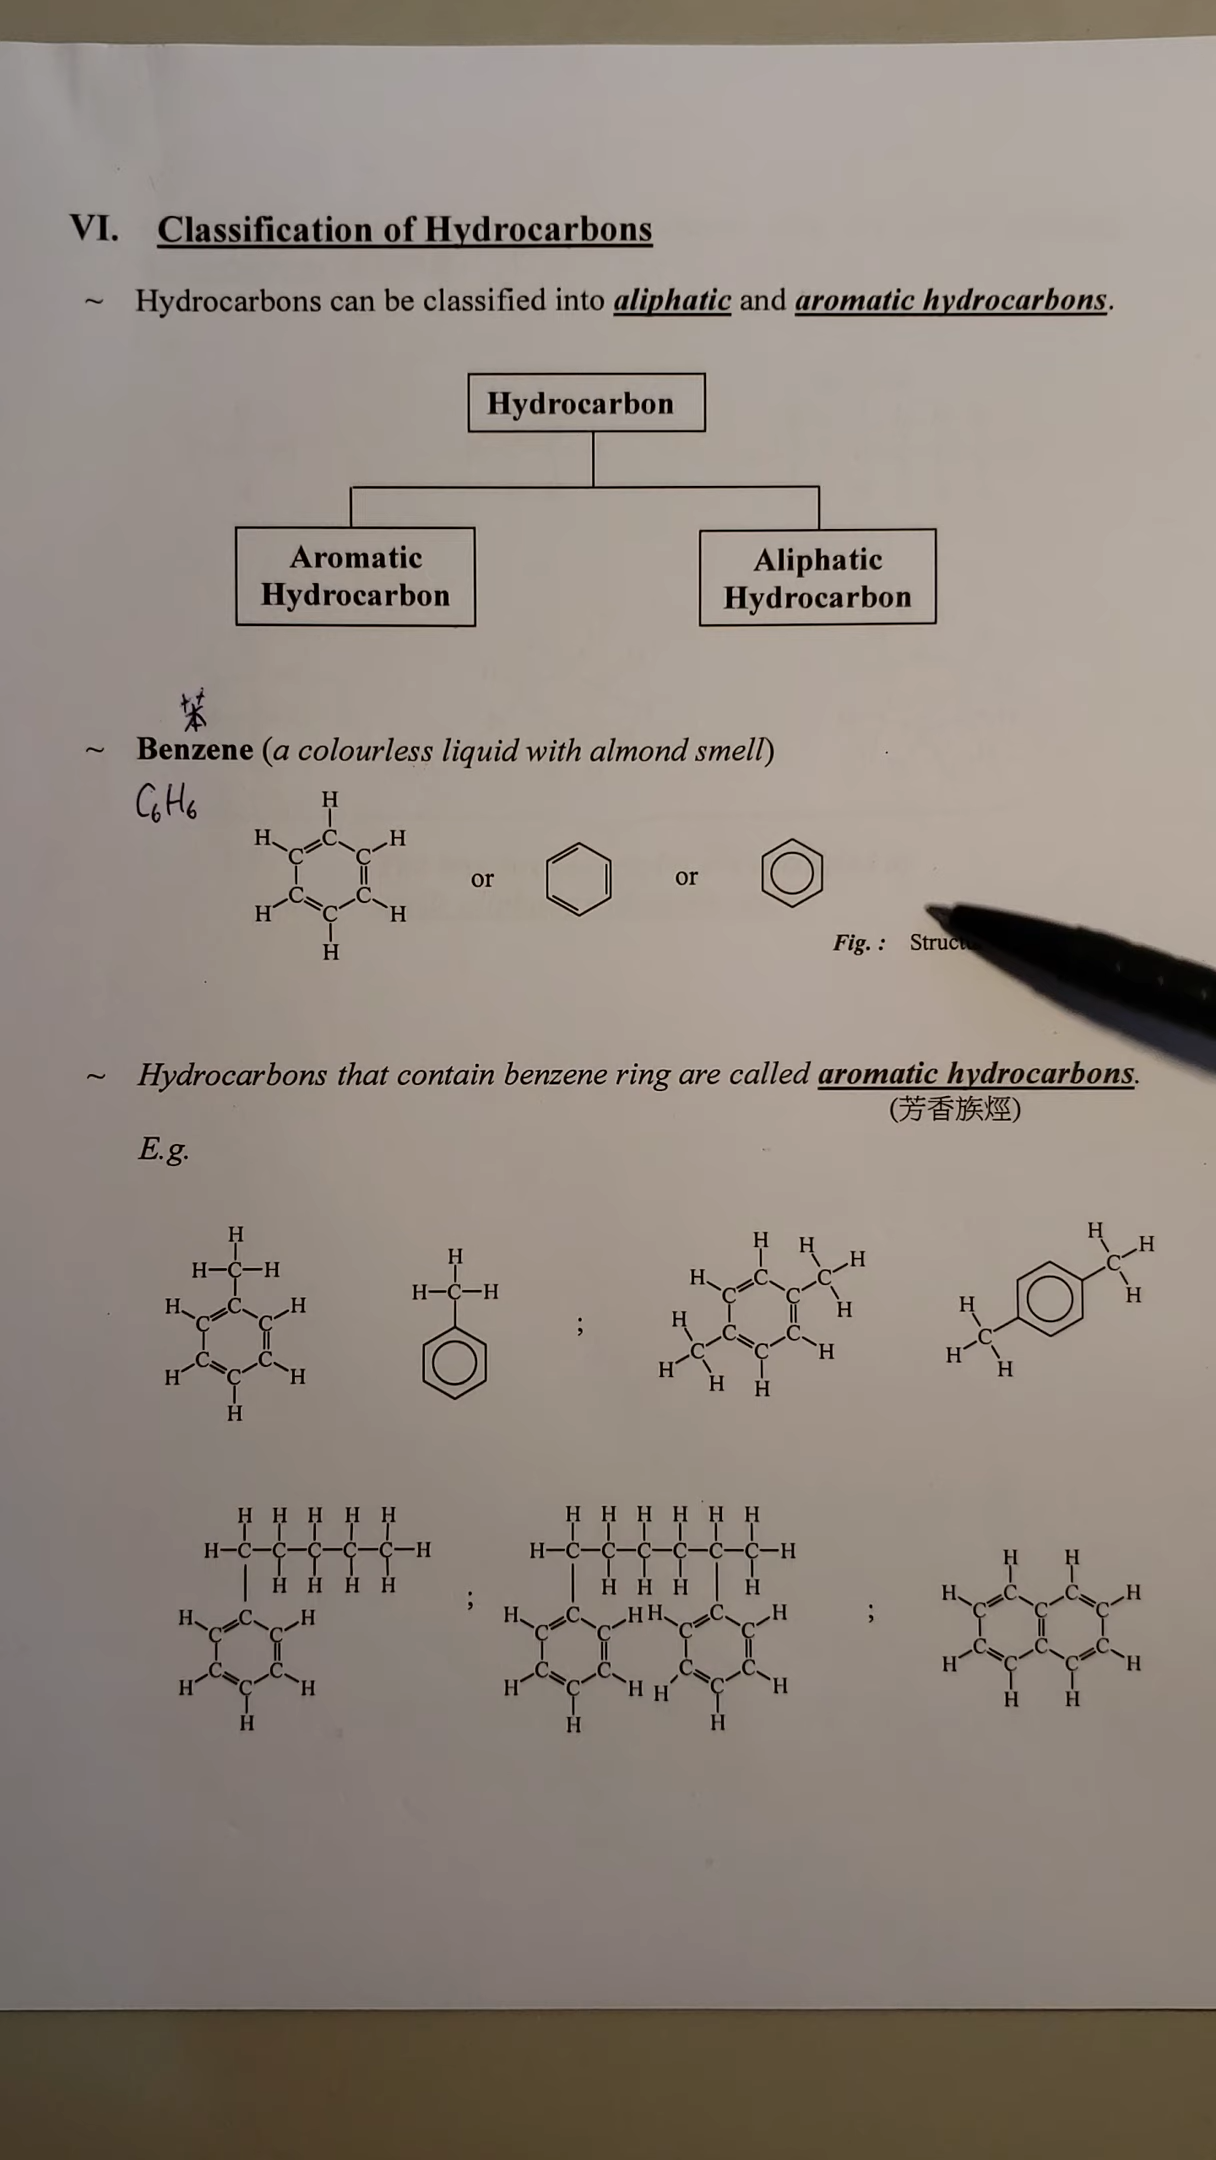 VI. Classification of Hydrocarbons
~ Hydrocarbons can be classified into aliphatic and aromatic hydrocarbons.
Hydrocarbon
Aromatic
Hydrocarbon
Aliphatic
Hydrocarbon
苯
~ Benzene (a colourless liquid with almond smell)
C₆H₆
H
H C H
C C
or
or
C C
H C H
H
Fig. :
~ Hydrocarbons that contain benzene ring are called aromatic hydrocarbons.
(芳香族烴)
E.g.
H
H–C–H
H C H
C C
C C
H C H
H
H
H–C–H
;
H H H
H C C H
C C H
H C C
C C H
H H H
H H
C
H H
C
H H
H H H H H
H–C–C–C–C–C–H
H H H H
H C H
C C
C C
H C H
H
;
H H H H H H
H–C–C–C–C–C–C–H
H H H H
H C H H C H
C C C C
C C C C
H C H H C H
H H
;
H H
H C C H
C C C
C C C
H C C H
H H